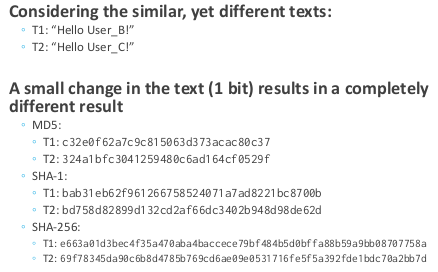 Considering the similar, yet different texts:
T1: “Hello User_B!”
T2: “Hello User_C!”
A small change in the text (1 bit) results in a completely
different result
MD5:
T1: c32e0f62a7c9c815063d373acac80c37
T2: 324a1bfc3041259480c6ad164cf0529f
SHA-1:
T1: bab31eb62f961266758524071a7ad8221bc8700b
T2: bd758d82899d132cd2af66dc3402b948d98de62d
SHA-256:
T1: e663a01d3bec4f35a470aba4baccece79bf484b5d0bffa88b59a9bb08707758a
T2: 69f78345da90c6b8d4785b769cd6ae09e0531716fe5f5a392fde1bdc70a2bb7d